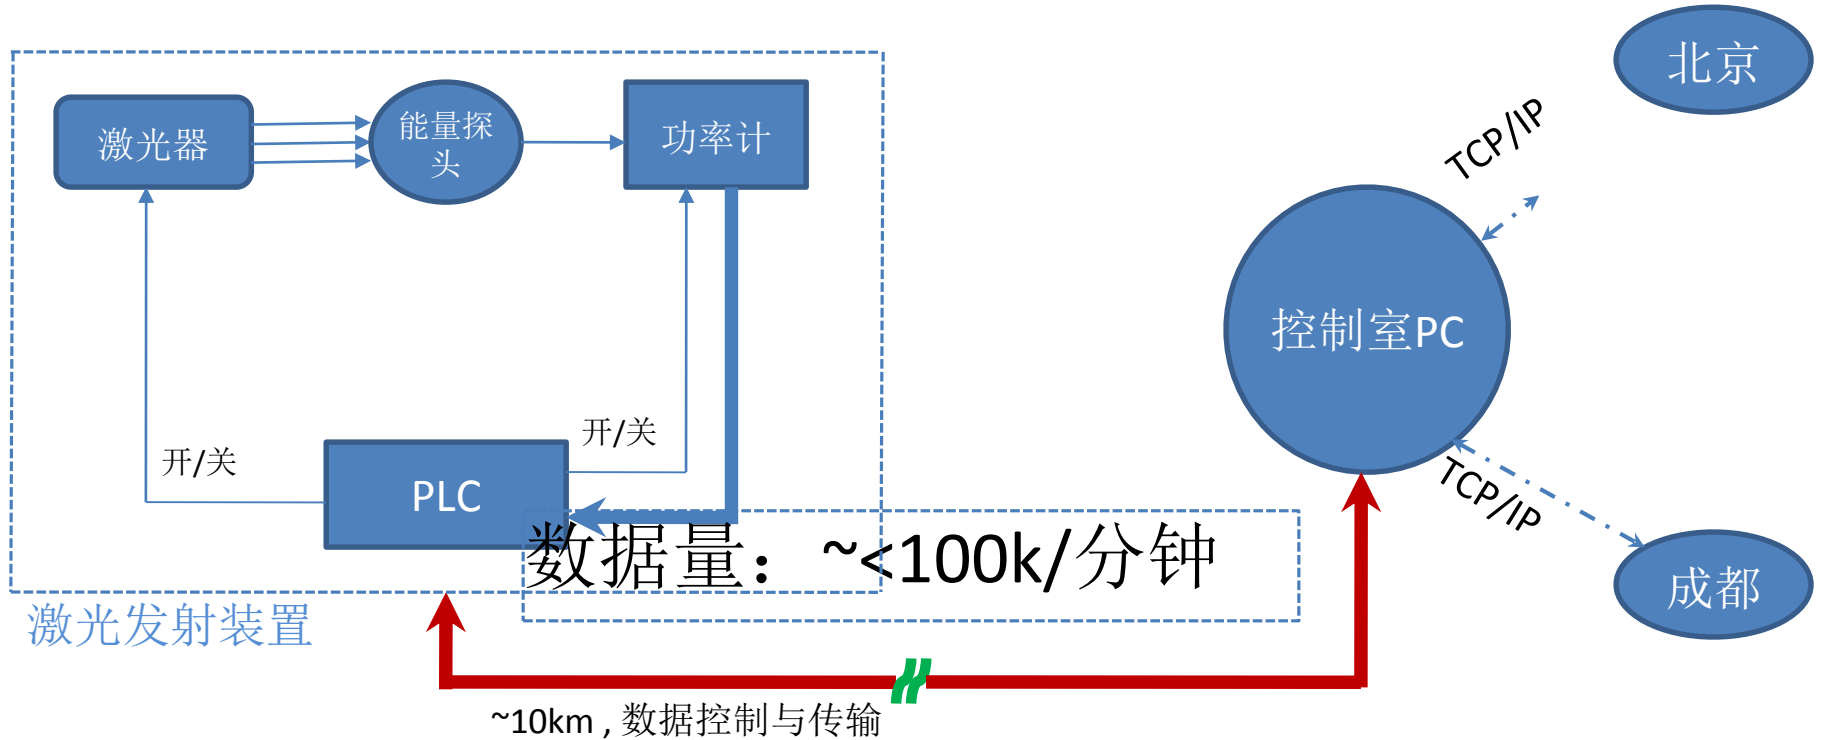 北京
激光器
能量探
头
功率计
TCP/IP
控制室PC
开/关
开/关
PLC
TCP/IP
数据量：~<100k/分钟
成都
激光发射装置
~10km , 数据控制与传输